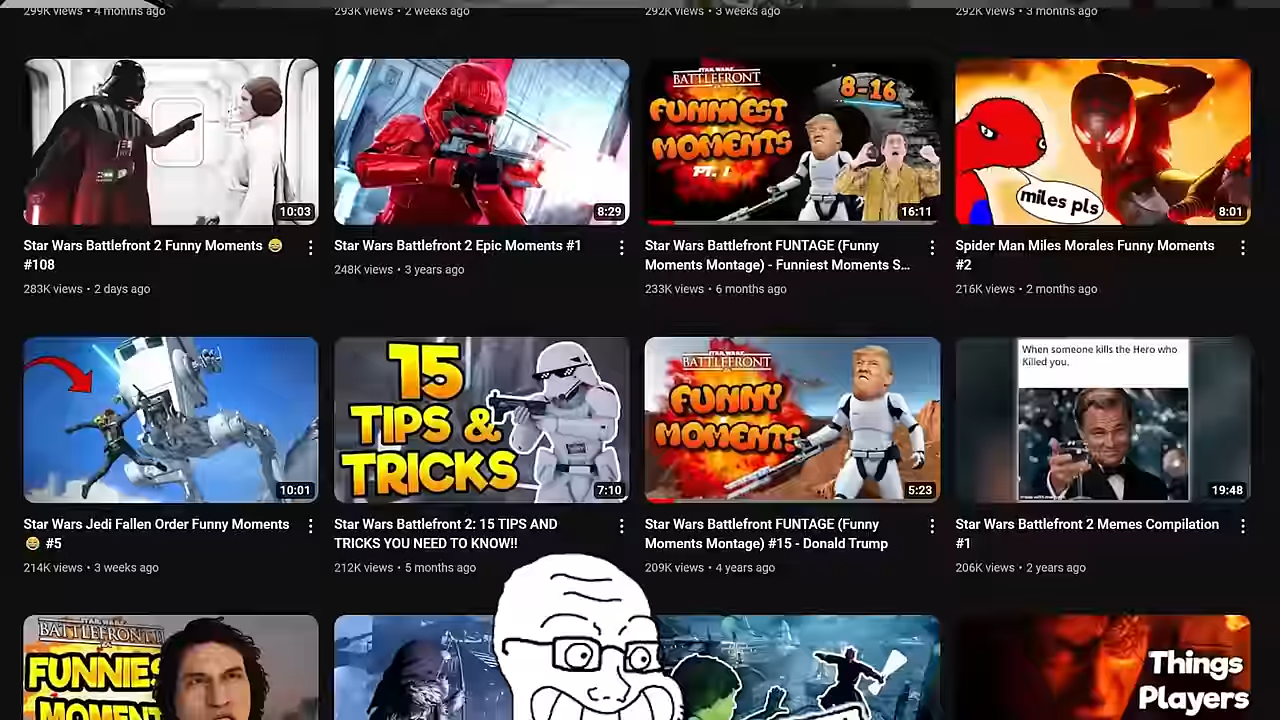 299K views • 4 months ago
293K views • 2 weeks ago
292K views • 3 weeks ago
292K views • 3 months ago
10:03
8:29
STAR WARS
BATTLEFRONT
FUNNIEST
MOMENTS
PT. 1
8-16
16:11
miles pls
8:01
Star Wars Battlefront 2 Funny Moments 😂
#108
283K views • 2 days ago
Star Wars Battlefront 2 Epic Moments #1
248K views • 3 years ago
Star Wars Battlefront FUNTAGE (Funny
Moments Montage) - Funniest Moments S...
233K views • 6 months ago
Spider Man Miles Morales Funny Moments
#2
216K views • 2 months ago
10:01
15
TIPS &
TRICKS
7:10
STAR WARS
BATTLEFRONT
FUNNY
MOMENTS
5:23
When someone kills the Hero who
Killed you.
19:48
Star Wars Jedi Fallen Order Funny Moments
😂 #5
214K views • 3 weeks ago
Star Wars Battlefront 2: 15 TIPS AND
TRICKS YOU NEED TO KNOW!!
212K views • 5 months ago
Star Wars Battlefront FUNTAGE (Funny
Moments Montage) #15 - Donald Trump
209K views • 4 years ago
Star Wars Battlefront 2 Memes Compilation
#1
206K views • 2 years ago
BATTLEFRONT II
FUNNIES
MOMENT
Things
Players